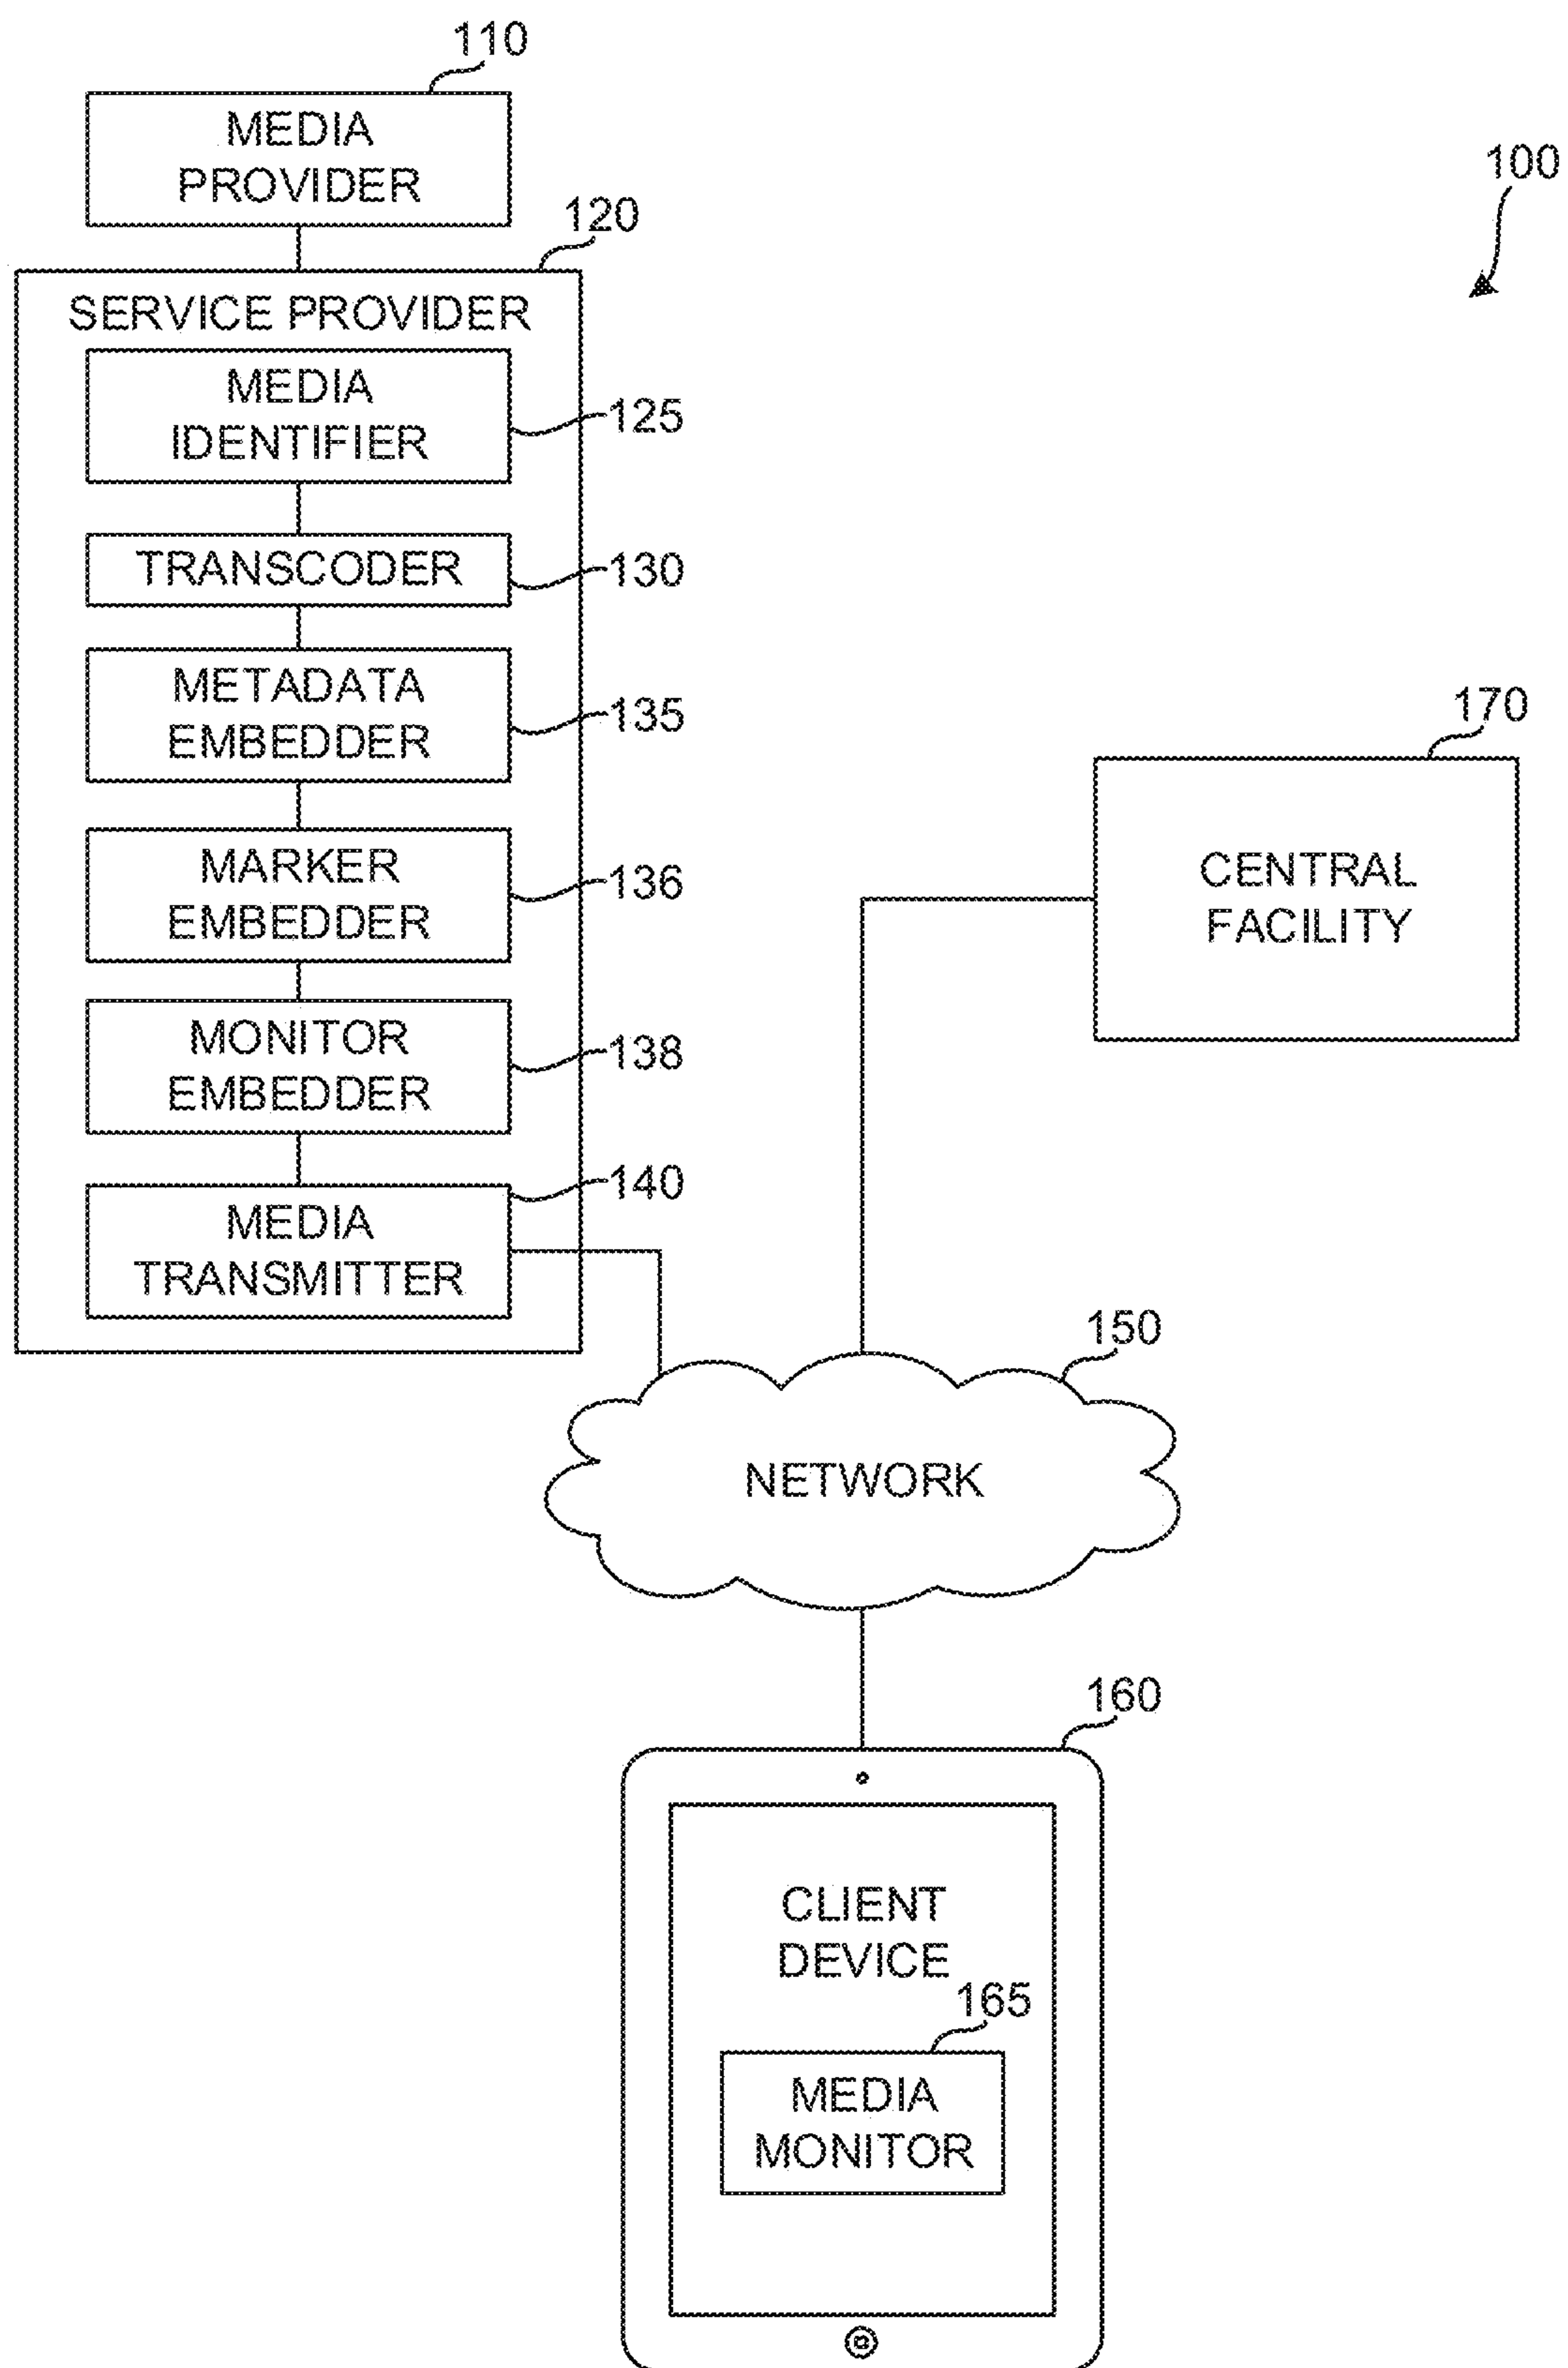 110
MEDIA
PROVIDER
100
120
SERVICE PROVIDER
MEDIA
IDENTIFIER
125
TRANSCODER
130
METADATA
EMBEDDER
135
MARKER
EMBEDDER
136
MONITOR
EMBEDDER
138
MEDIA
TRANSMITTER
140
170
CENTRAL
FACILITY
150
NETWORK
160
CLIENT
DEVICE
165
MEDIA
MONITOR